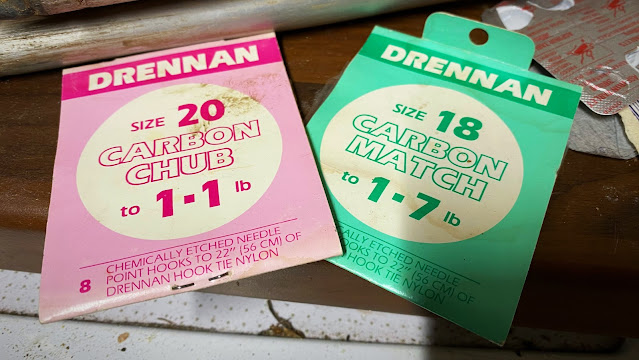 DRENNAN
SIZE 20
CARBON
CHUB
to 1·1 lb
CHEMICALLY ETCHED NEEDLE
8 POINT HOOKS TO 22" (56 CM) OF
DRENNAN HOOK TIE NYLON
DRENNAN
SIZE 18
CARBON
MATCH
to 1·7 lb
ICALLY ETCHED NEEDLE
HOOKS TO 22" (56 CM) OF
HOOK TIE NYLON